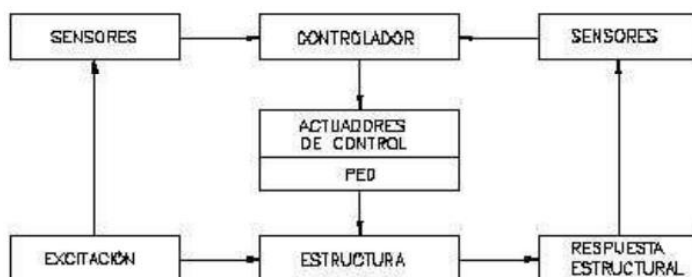 SENSORES
CONTROLADOR
SENSORES
ACTUADORES
DE CONTROL
PED
EXCITACIÓN
ESTRUCTURA
RESPUESTA
ESTRUCTURAL